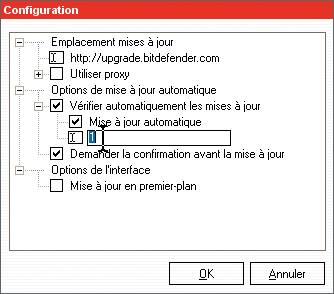 Configuration
Emplacement mises à jour
http://upgrade.bitdefender.com
Utiliser proxy
Options de mise à jour automatique
Vérifier automatiquement les mises à jour
Mise à jour automatique
1
Demander la confirmation avant la mise à jour
Options de l'interface
Mise à jour en premier-plan
OK
Annuler